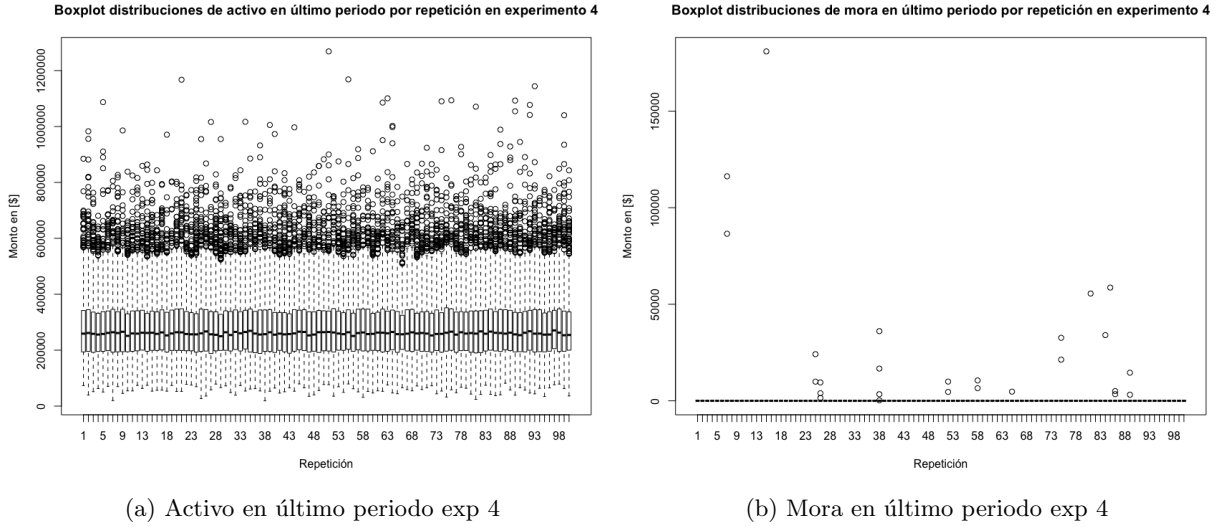 Boxplot distribuciones de activo en último periodo por repetición en experimento 4
Monto en [$]
1200000
1000000
800000
600000
400000
200000
0
1 5 9 13 18 23 28 33 38 43 48 53 58 63 68 73 78 83 88 93 98
Repetición
(a) Activo en último periodo exp 4
Boxplot distribuciones de mora en último periodo por repetición en experimento 4
Monto en [$]
150000
100000
50000
0
1 5 9 13 18 23 28 33 38 43 48 53 58 63 68 73 78 83 88 93 98
Repetición
(b) Mora en último periodo exp 4